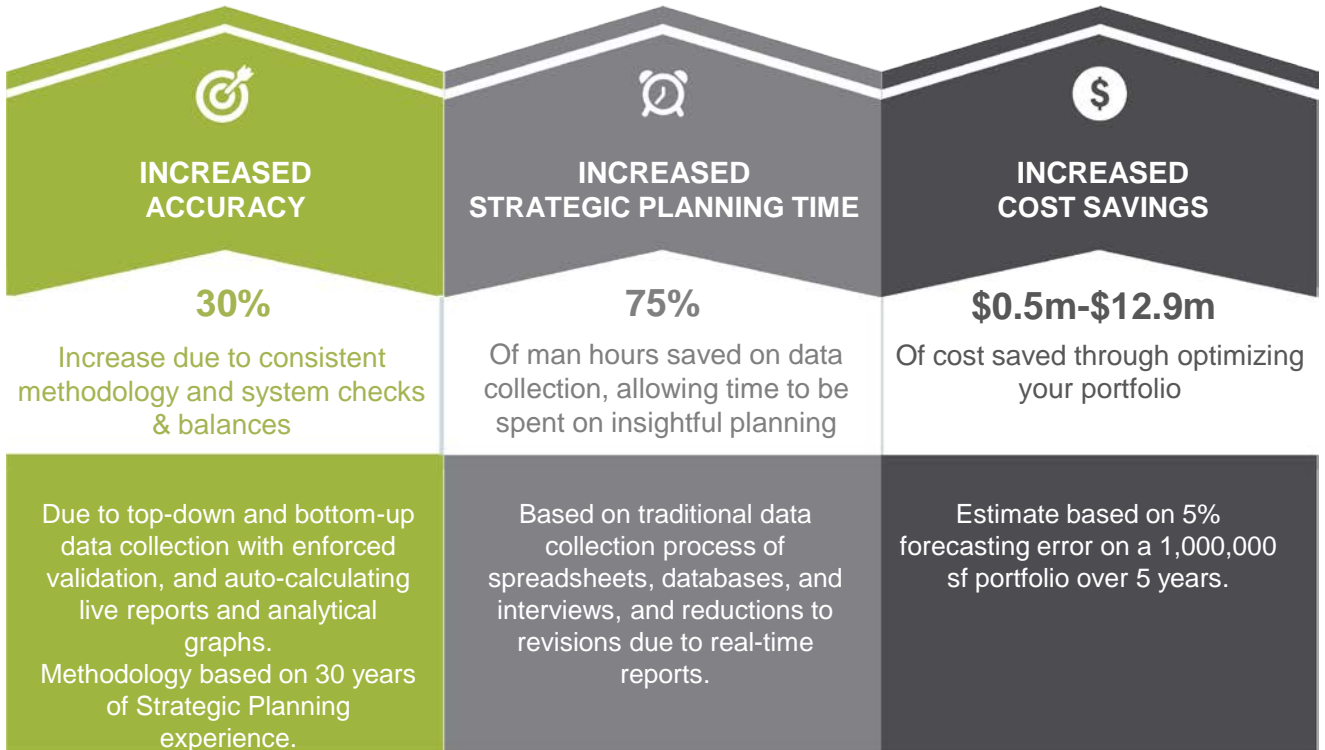 INCREASED
ACCURACY
30%
Increase due to consistent
methodology and system checks
& balances
Due to top-down and bottom-up
data collection with enforced
validation, and auto-calculating
live reports and analytical
graphs.
Methodology based on 30 years
of Strategic Planning
experience.
INCREASED
STRATEGIC PLANNING TIME
75%
Of man hours saved on data
collection, allowing time to be
spent on insightful planning
Based on traditional data
collection process of
spreadsheets, databases, and
interviews, and reductions to
revisions due to real-time
reports.
$
INCREASED
COST SAVINGS
$0.5m-$12.9m
Of cost saved through optimizing
your portfolio
Estimate based on 5%
forecasting error on a 1,000,000
sf portfolio over 5 years.